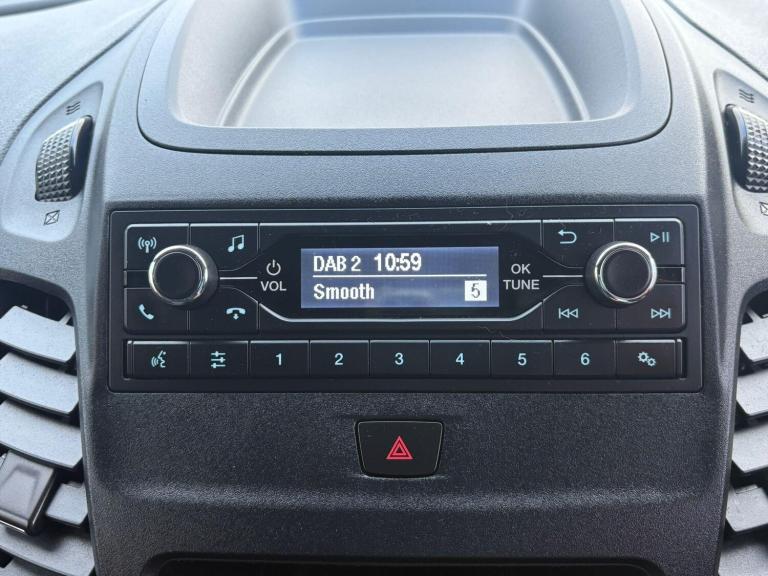 DAB 2 10:59
Smooth 5
VOL
OK
TUNE
1 2 3 4 5 6